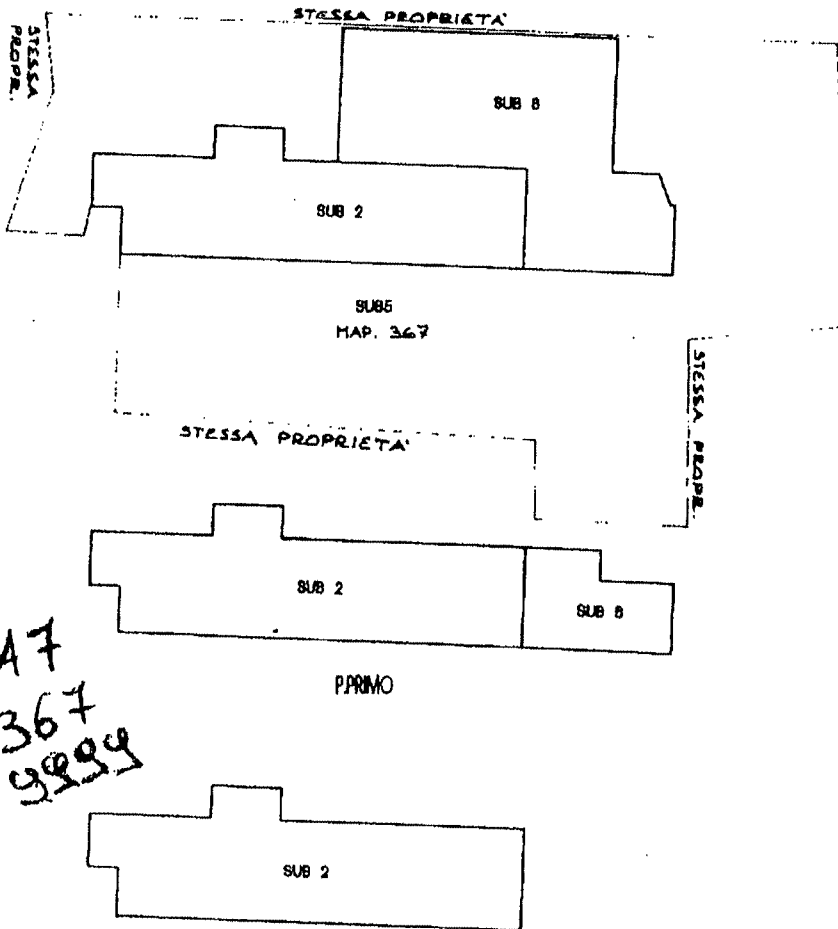 STESSA PROPRIETA'
STESSA
PROPR.
SUB 8
SUB 2
SUB5
MAP. 367
STESSA PROPR.
STESSA PROPRIETA'
SUB 2
SUB 8
P.PRIMO
A7
367
9999
SUB 2